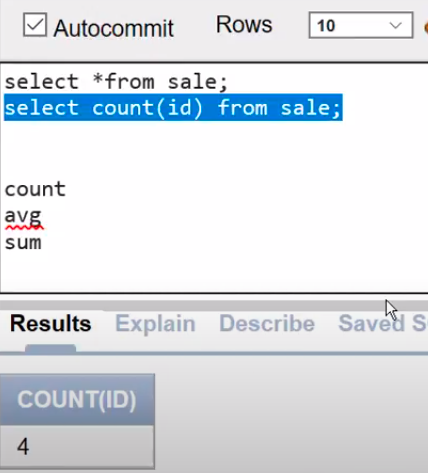 Autocommit Rows 10
select *from sale;
select count(id) from sale;
count
avg
sum
Results Explain Describe Saved S
COUNT(ID)
4